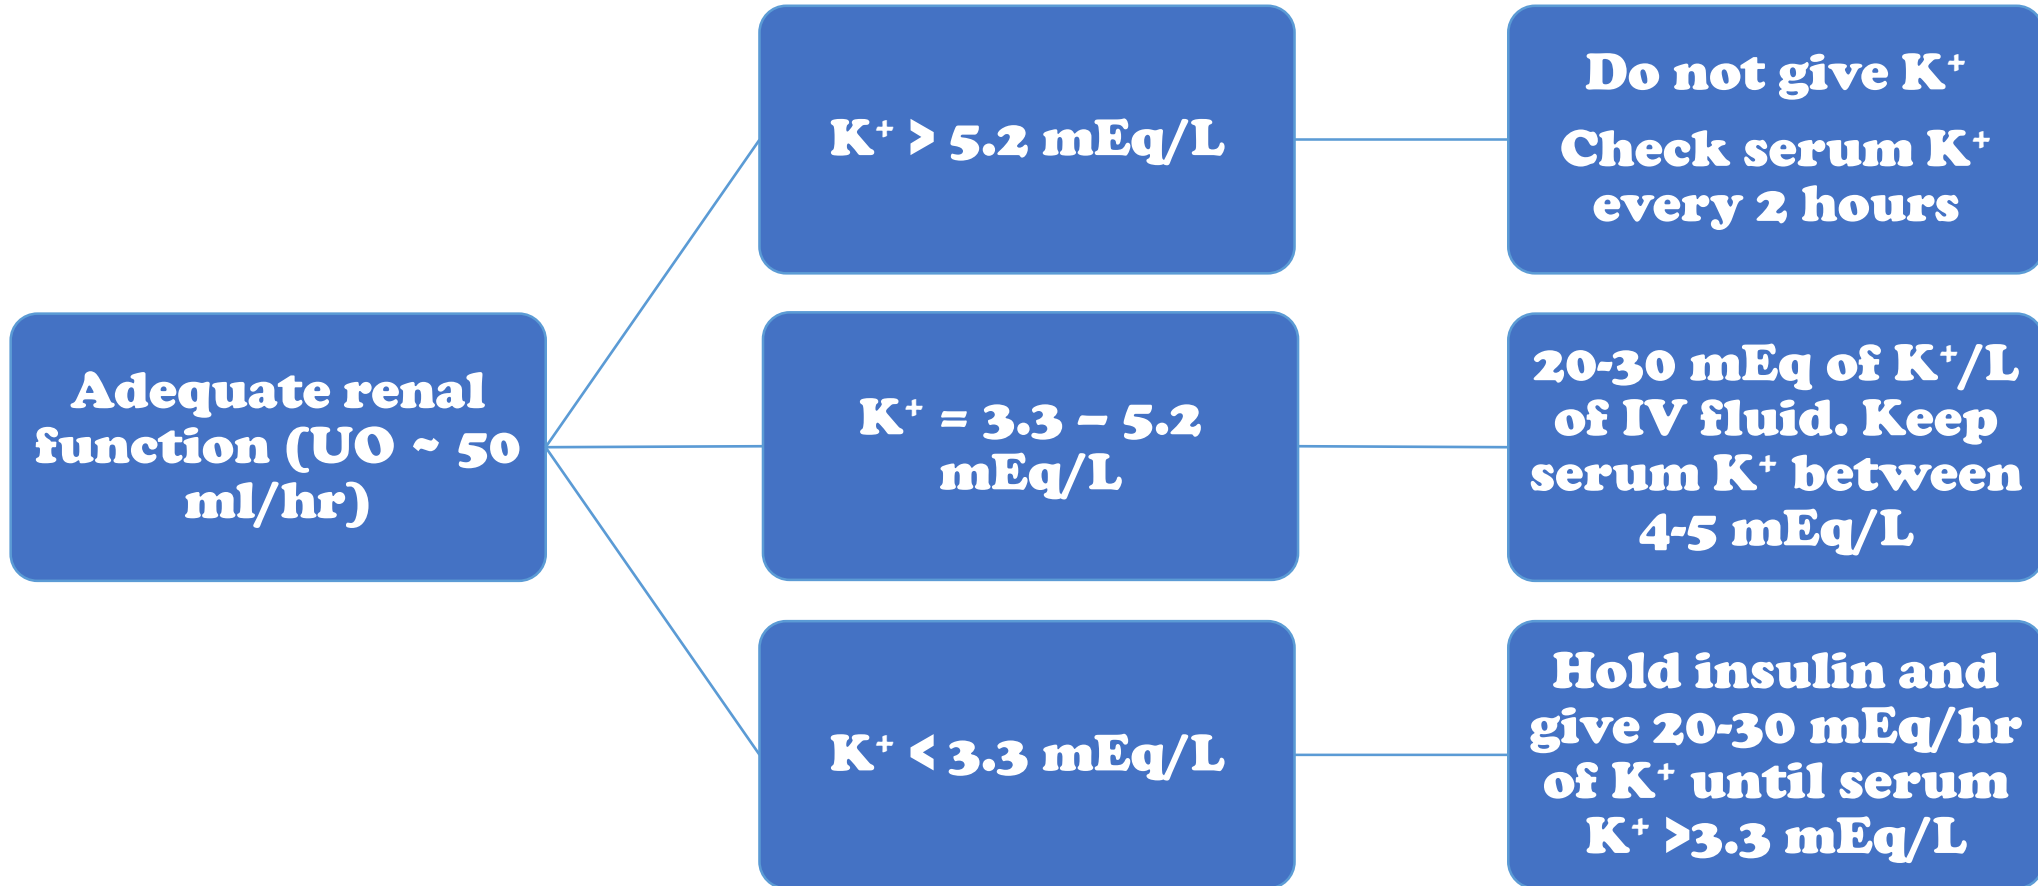 Adequate renal
function (UO ~ 50
ml/hr)
K⁺ > 5.2 mEq/L
Do not give K⁺
Check serum K⁺
every 2 hours
K⁺ = 3.3 – 5.2
mEq/L
20-30 mEq of K⁺/L
of IV fluid. Keep
serum K⁺ between
4-5 mEq/L
K⁺ < 3.3 mEq/L
Hold insulin and
give 20-30 mEq/hr
of K⁺ until serum
K⁺ >3.3 mEq/L